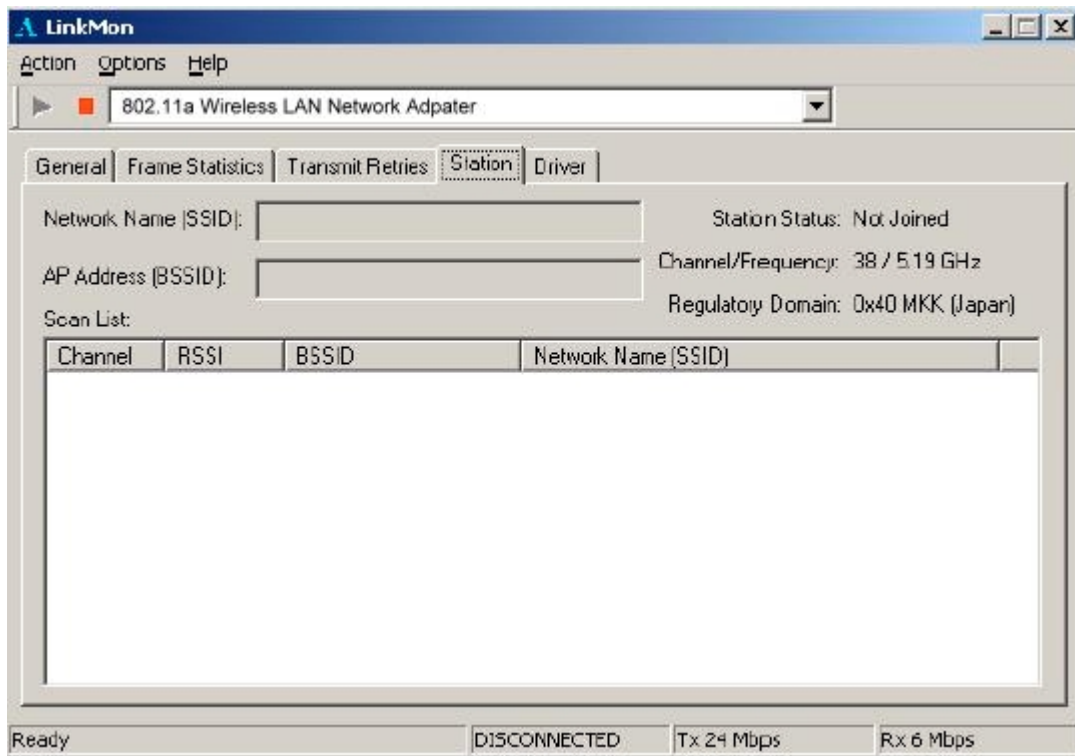 LinkMon
Action Options Help
802.11a Wireless LAN Network Adpater
General Frame Statistics Transmit Retries Station Driver
Network Name (SSID): Station Status: Not Joined
Channel/Frequency: 38 / 5.19 GHz
AP Address (BSSID):
Regulatory Domain: 0x40 MKK (Japan)
Scan List:
Channel RSSI BSSID Network Name (SSID)
Ready DISCONNECTED Tx 24 Mbps Rx 6 Mbps